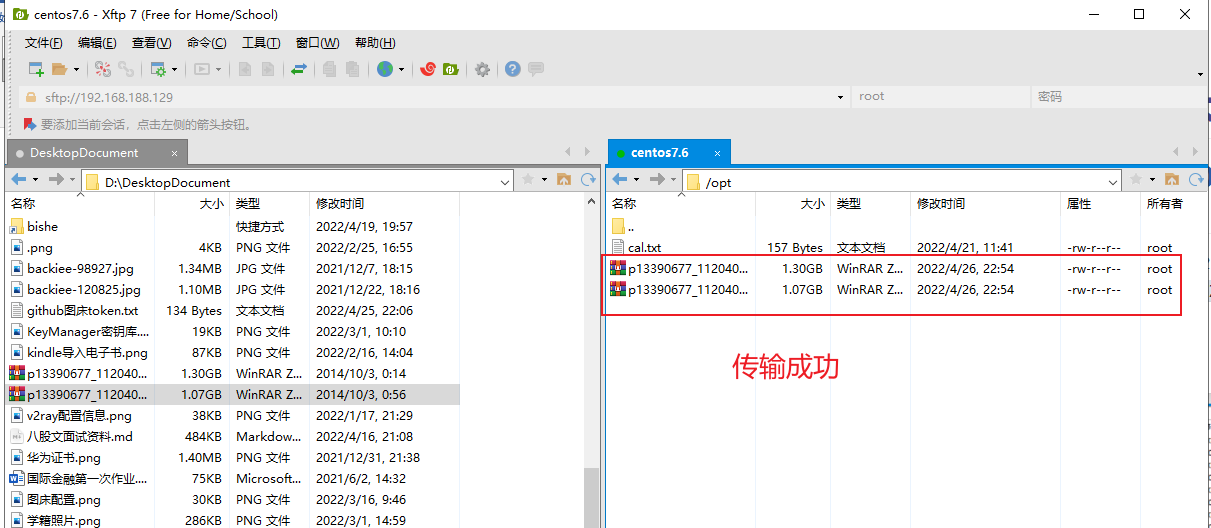 centos7.6 - Xftp 7 (Free for Home/School)
文件(F) 编辑(E) 查看(V) 命令(C) 工具(T) 窗口(W) 帮助(H)
sftp://192.168.188.129 root 密码
要添加当前会话，点击左侧的箭头按钮。
DesktopDocument × centos7.6 ×
D:\DesktopDocument /opt
名称 大小 类型 修改时间 名称 大小 类型 修改时间 属性 所有者
bishe 快捷方式 2022/4/19, 19:57 ..
.png 4KB PNG 文件 2022/2/25, 16:55 cal.txt 157 Bytes 文本文档 2022/4/21, 11:41 -rw-r--r-- root
backiee-98927.jpg 1.34MB JPG 文件 2021/12/7, 18:15 p13390677_112040... 1.30GB WinRAR Z... 2022/4/26, 22:54 -rw-r--r-- root
backiee-120825.jpg 1.10MB JPG 文件 2021/12/22, 18:16 p13390677_112040... 1.07GB WinRAR Z... 2022/4/26, 22:54 -rw-r--r-- root
github图床token.txt 134 Bytes 文本文档 2022/4/25, 22:06
KeyManager密钥库.... 19KB PNG 文件 2022/3/1, 10:10
kindle导入电子书.png 87KB PNG 文件 2022/2/16, 14:04
p13390677_112040... 1.30GB WinRAR Z... 2014/10/3, 0:14
传输成功
p13390677_112040... 1.07GB WinRAR Z... 2014/10/3, 0:56
v2ray配置信息.png 38KB PNG 文件 2022/1/17, 21:29
八股文面试资料.md 484KB Markdow... 2022/4/16, 21:08
华为证书.png 1.40MB PNG 文件 2021/12/31, 21:38
国际金融第一次作业.... 75KB Microsoft... 2021/6/2, 14:32
图床配置.png 30KB PNG 文件 2022/3/16, 9:46
学籍照片.png 286KB PNG 文件 2022/3/1, 14:59